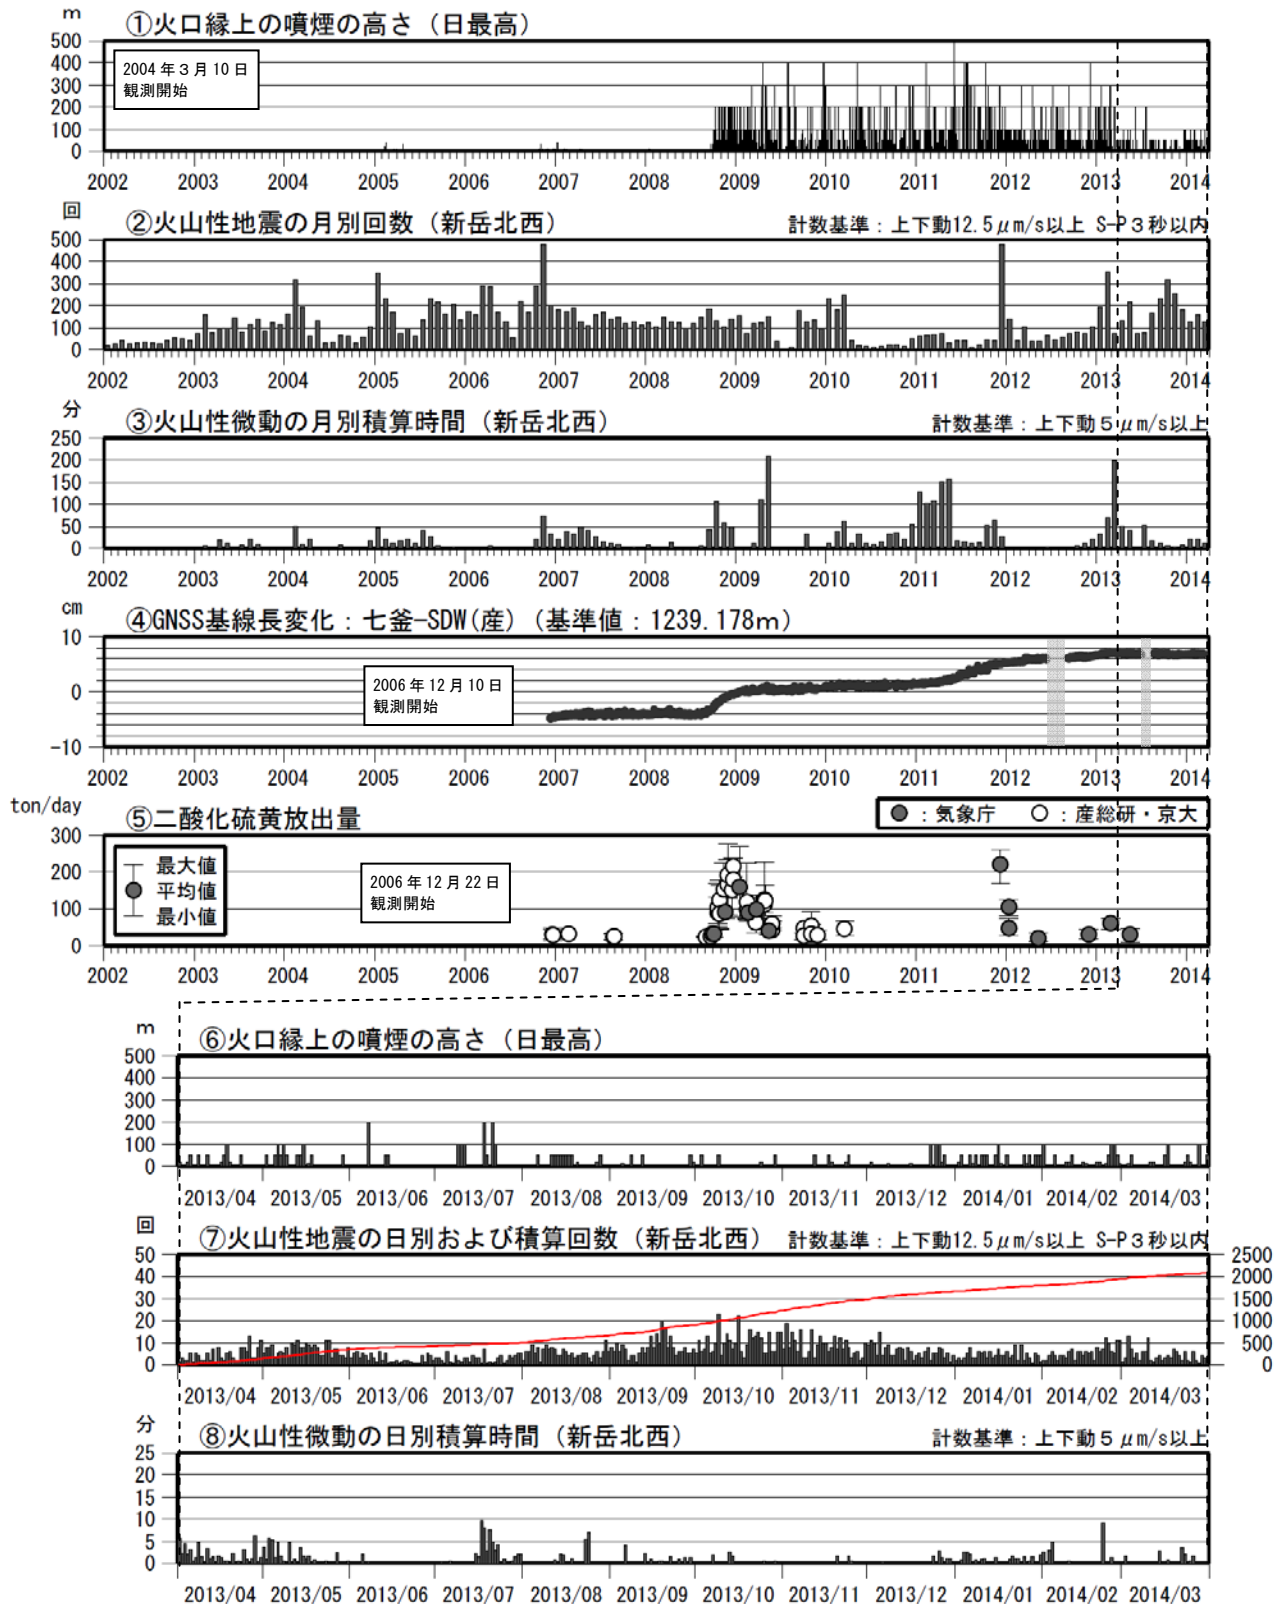 m
①火口縁上の噴煙の高さ（日最高）
500
400
300
200
100
0
2004年3月10日
観測開始
2002 2003 2004 2005 2006 2007 2008 2009 2010 2011 2012 2013 2014
回
②火山性地震の月別回数（新岳北西） 計数基準：上下動12.5μm/s以上 S-P3秒以内
500
400
300
200
100
0
2002 2003 2004 2005 2006 2007 2008 2009 2010 2011 2012 2013 2014
分
③火山性微動の月別積算時間（新岳北西） 計数基準：上下動5μm/s以上
250
200
150
100
50
0
2002 2003 2004 2005 2006 2007 2008 2009 2010 2011 2012 2013 2014
cm
④GNSS基線長変化：七釜-SDW(産)（基準値：1239.178m）
10
0
-10
2006年12月10日
観測開始
2002 2003 2004 2005 2006 2007 2008 2009 2010 2011 2012 2013 2014
ton/day
⑤二酸化硫黄放出量 ：気象庁 ：産総研・京大
300
200
100
0
最大値
平均値
最小値
2006年12月22日
観測開始
2002 2003 2004 2005 2006 2007 2008 2009 2010 2011 2012 2013 2014
m
⑥火口縁上の噴煙の高さ（日最高）
500
400
300
200
100
0
2013/04 2013/05 2013/06 2013/07 2013/08 2013/09 2013/10 2013/11 2013/12 2014/01 2014/02 2014/03
回
⑦火山性地震の日別および積算回数（新岳北西） 計数基準：上下動12.5μm/s以上 S-P3秒以内
50 2500
40 2000
30 1500
20 1000
10 500
0 0
2013/04 2013/05 2013/06 2013/07 2013/08 2013/09 2013/10 2013/11 2013/12 2014/01 2014/02 2014/03
分
⑧火山性微動の日別積算時間（新岳北西） 計数基準：上下動5μm/s以上
25
20
15
10
5
0
2013/04 2013/05 2013/06 2013/07 2013/08 2013/09 2013/10 2013/11 2013/12 2014/01 2014/02 2014/03